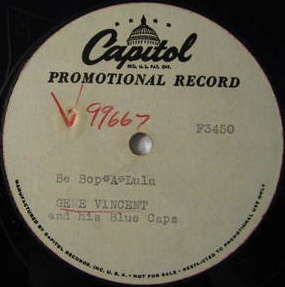 Capitol
REG. U.S. PAT. OFF.
PROMOTIONAL RECORD
99667
F3450
Be Bop*A*Lula
GENE VINCENT
and his Blue Caps
MANUFACTURED BY CAPITOL RECORDS, INC. U.S.A. • NOT FOR SALE • RESTRICTED TO PROMOTIONAL USE ONLY